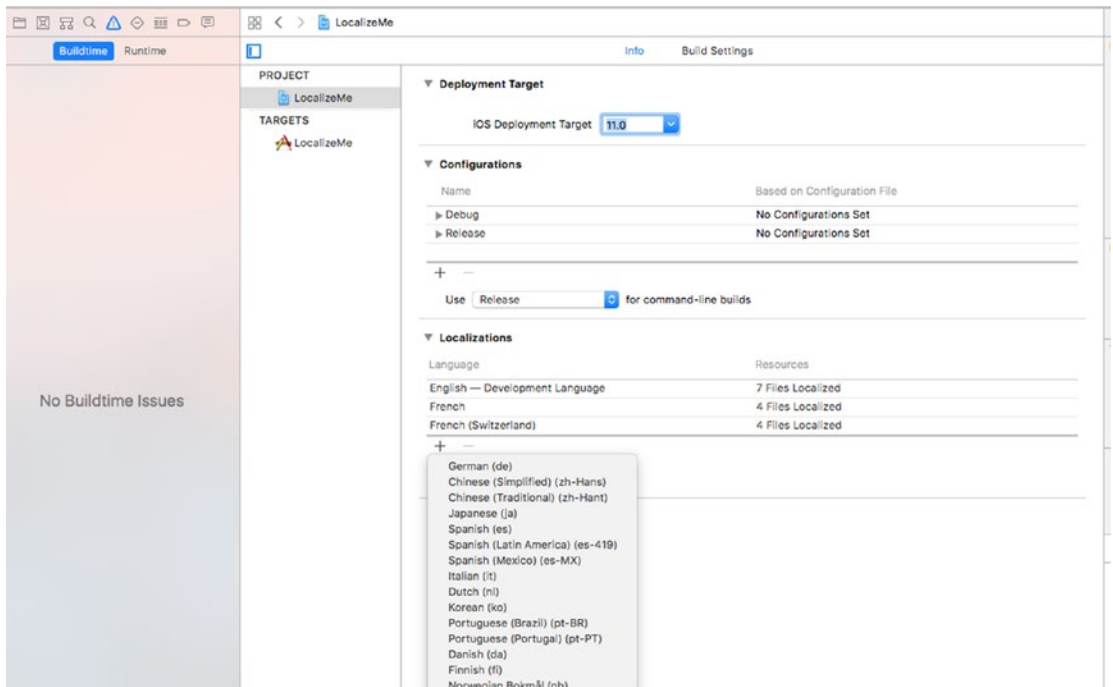 LocalizeMe
Buildtime Runtime
Info Build Settings
PROJECT
LocalizeMe
TARGETS
LocalizeMe
Deployment Target
iOS Deployment Target 11.0
Configurations
Name Based on Configuration File
Debug No Configurations Set
Release No Configurations Set
+ —
Use Release for command-line builds
Localizations
Language Resources
English — Development Language 7 Files Localized
French 4 Files Localized
French (Switzerland) 4 Files Localized
+ —
No Buildtime Issues
German (de)
Chinese (Simplified) (zh-Hans)
Chinese (Traditional) (zh-Hant)
Japanese (ja)
Spanish (es)
Spanish (Latin America) (es-419)
Spanish (Mexico) (es-MX)
Italian (it)
Dutch (nl)
Korean (ko)
Portuguese (Brazil) (pt-BR)
Portuguese (Portugal) (pt-PT)
Danish (da)
Finnish (fi)
Norwegian Bokmål (nb)